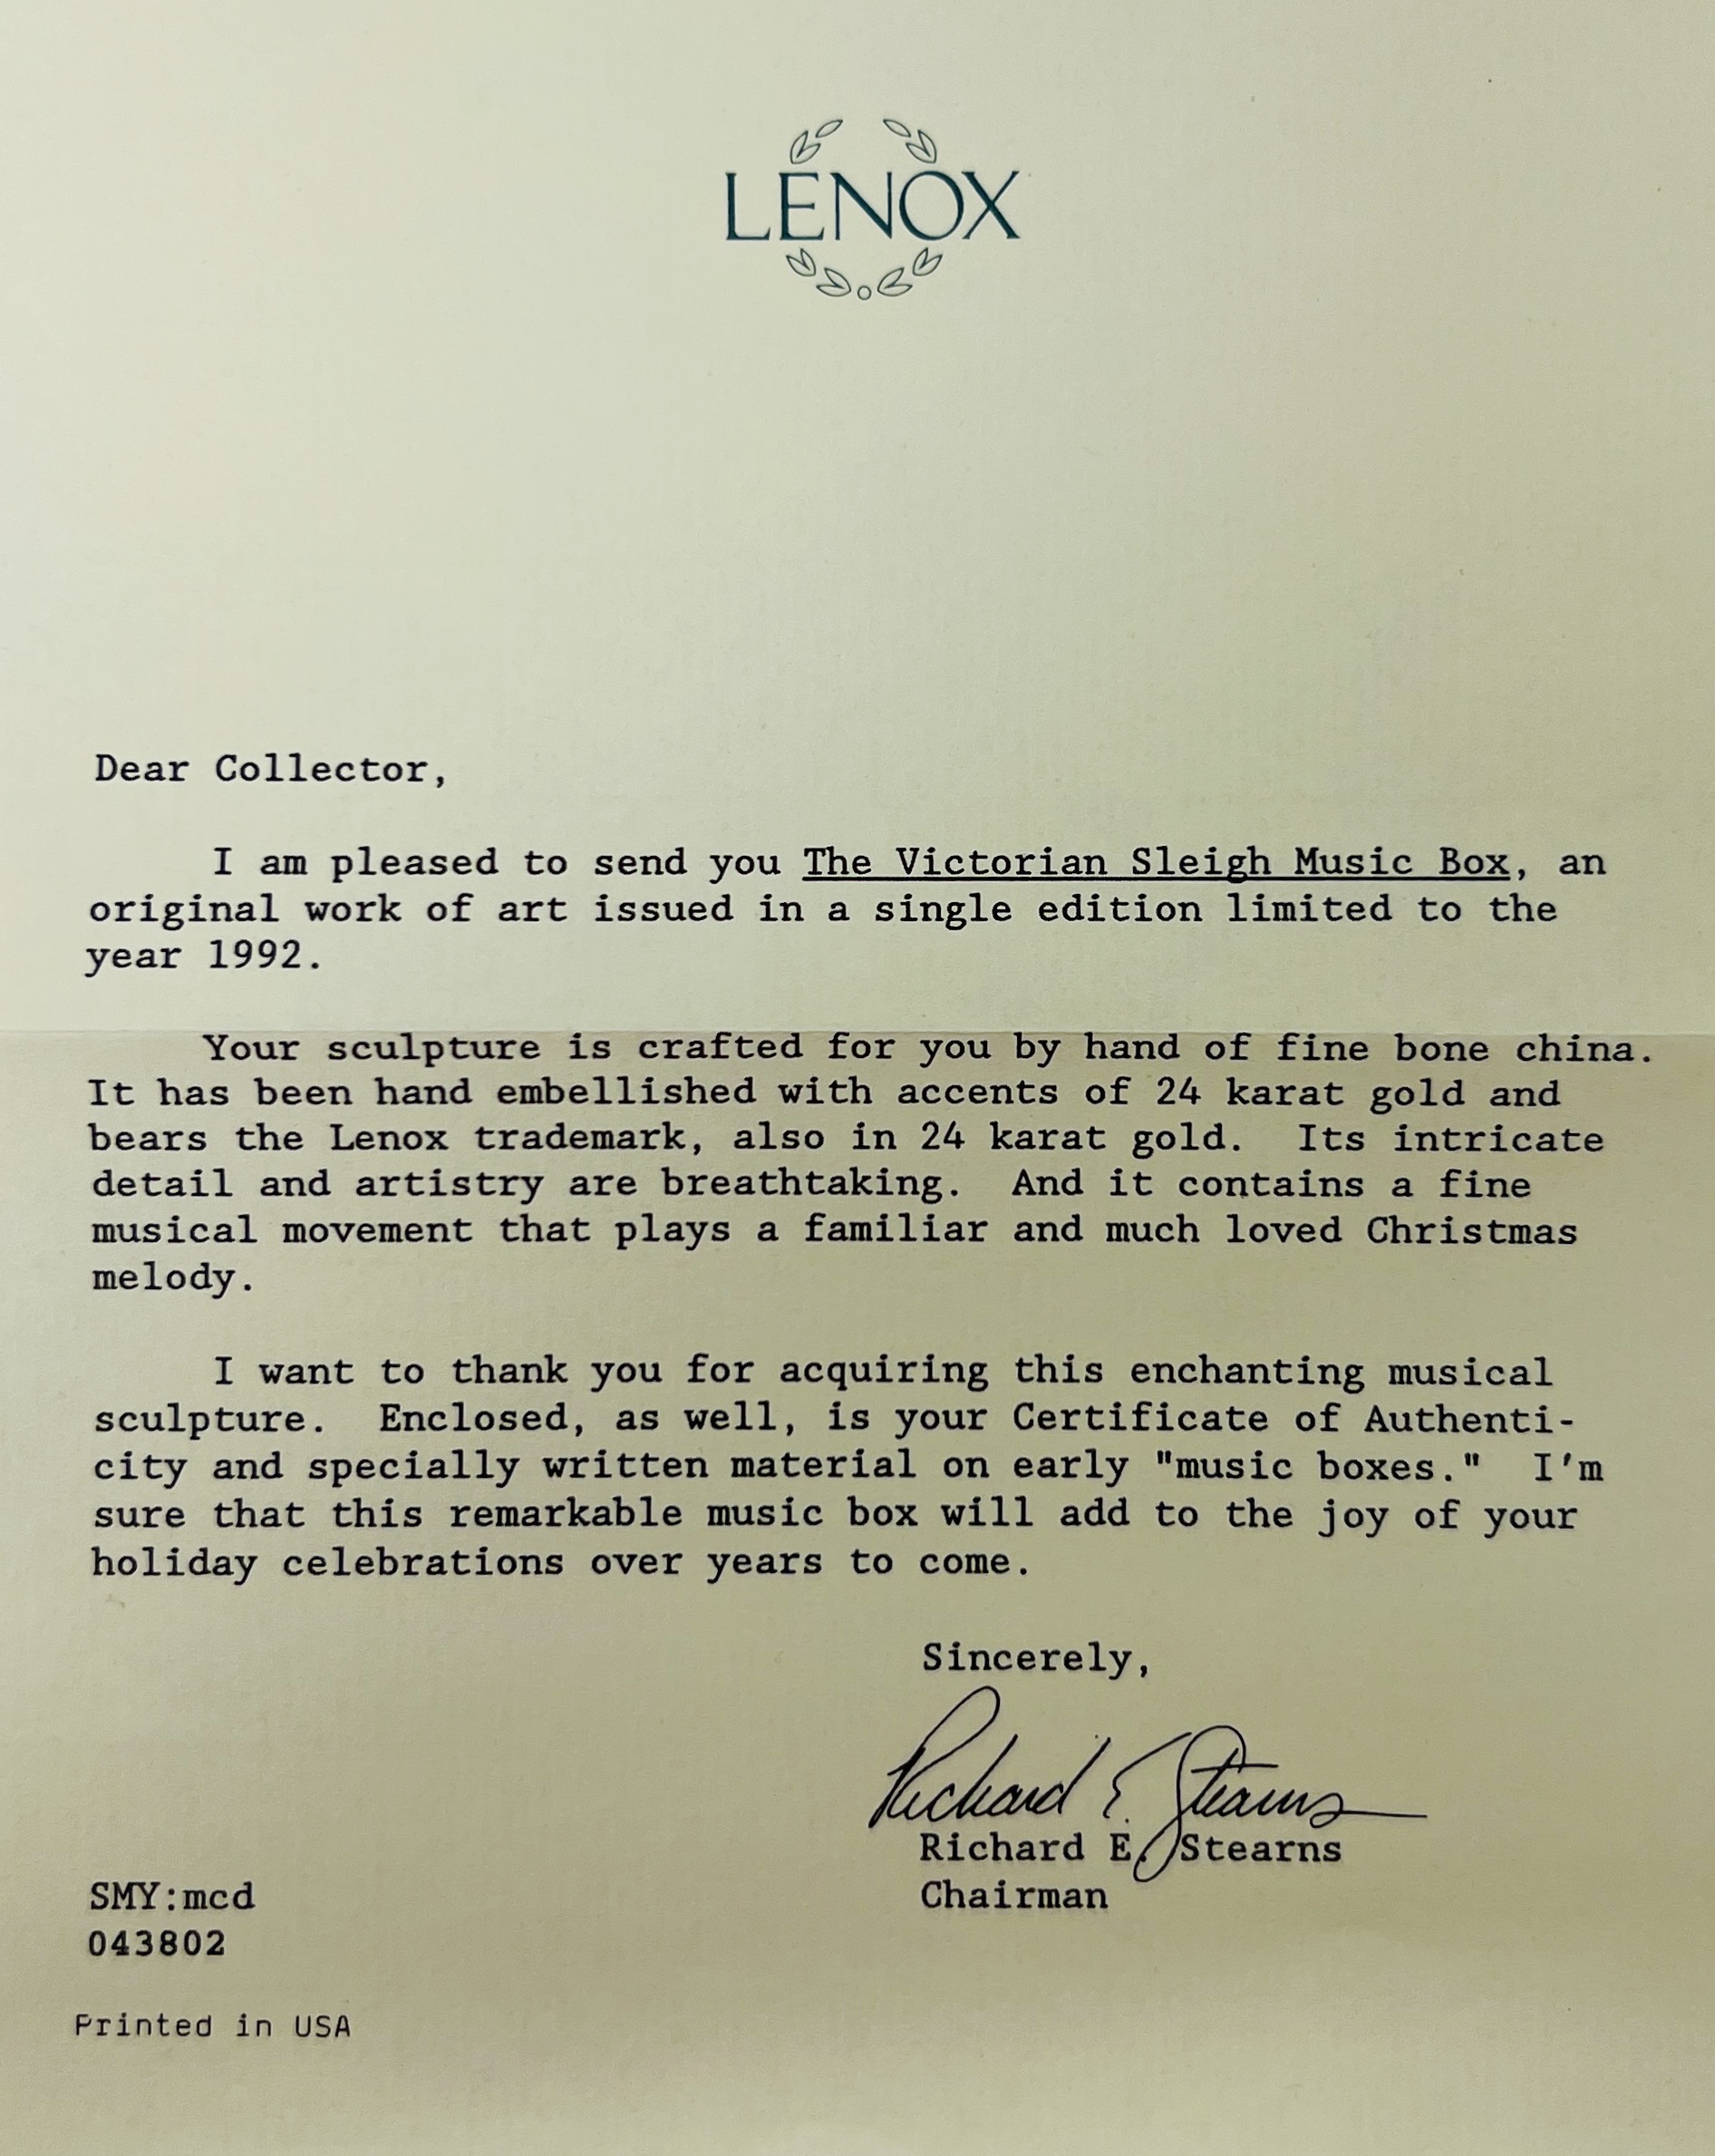 LENOX
Dear Collector,
I am pleased to send you The Victorian Sleigh Music Box, an
original work of art issued in a single edition limited to the
year 1992.
Your sculpture is crafted for you by hand of fine bone china.
It has been hand embellished with accents of 24 karat gold and
bears the Lenox trademark, also in 24 karat gold.  Its intricate
detail and artistry are breathtaking.  And it contains a fine
musical movement that plays a familiar and much loved Christmas
melody.
I want to thank you for acquiring this enchanting musical
sculpture.  Enclosed, as well, is your Certificate of Authenti-
city and specially written material on early "music boxes."  I'm
sure that this remarkable music box will add to the joy of your
holiday celebrations over years to come.
Sincerely,
Richard E. Stearns
Richard E. Stearns
Chairman
SMY:mcd
043802
Printed in USA